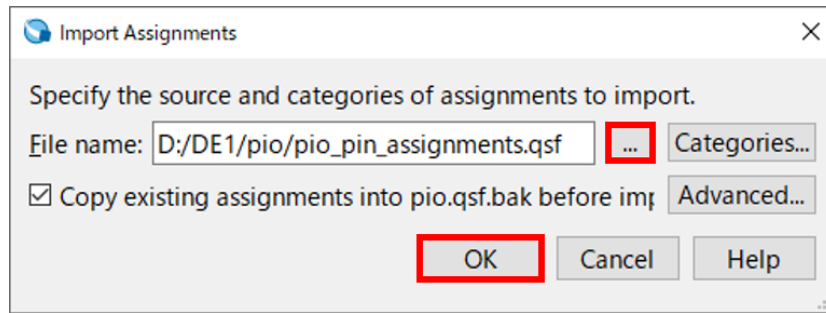 Import Assignments
Specify the source and categories of assignments to import.
File name: D:/DE1/pio/pio_pin_assignments.qsf ... Categories...
Copy existing assignments into pio.qsf.bak before imp Advanced...
OK Cancel Help